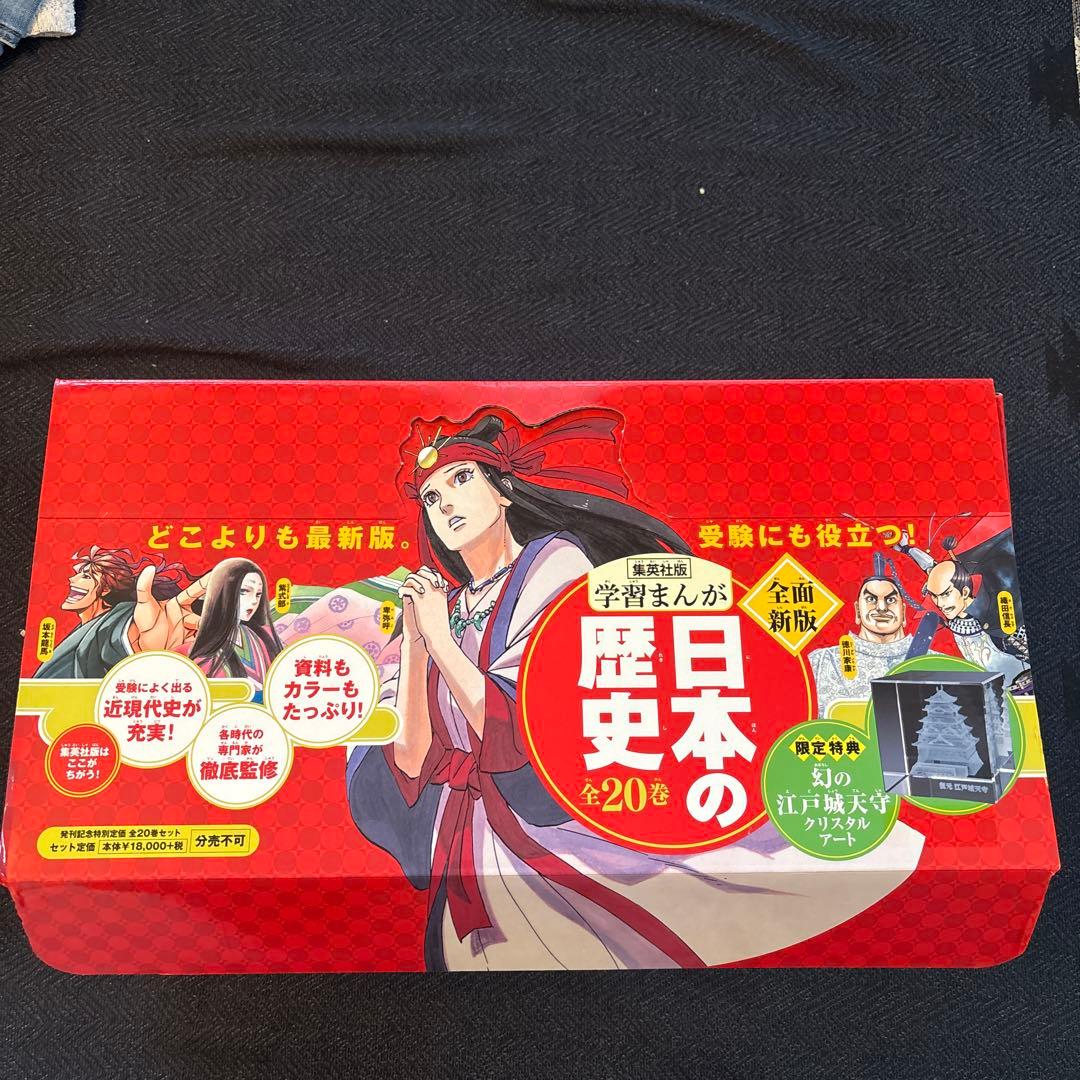 どこよりも最新版。
受験にも役立つ!
坂本龍馬
紫式部
卑弥呼
集英社版
学習まんが
日本の
歴史
全20巻
全面
新版
徳川家康
織田信長
受験によく出る
近現代史が
充実!
資料も
カラーも
たっぷり!
集英社版は
ここが
ちがう!
各時代の
専門家が
徹底監修
限定特典
幻の
江戸城天守
クリスタル
アート
復元 江戸城天守
発刊記念特別定価 全20巻セット
セット定価 本体¥18,000+税 分売不可